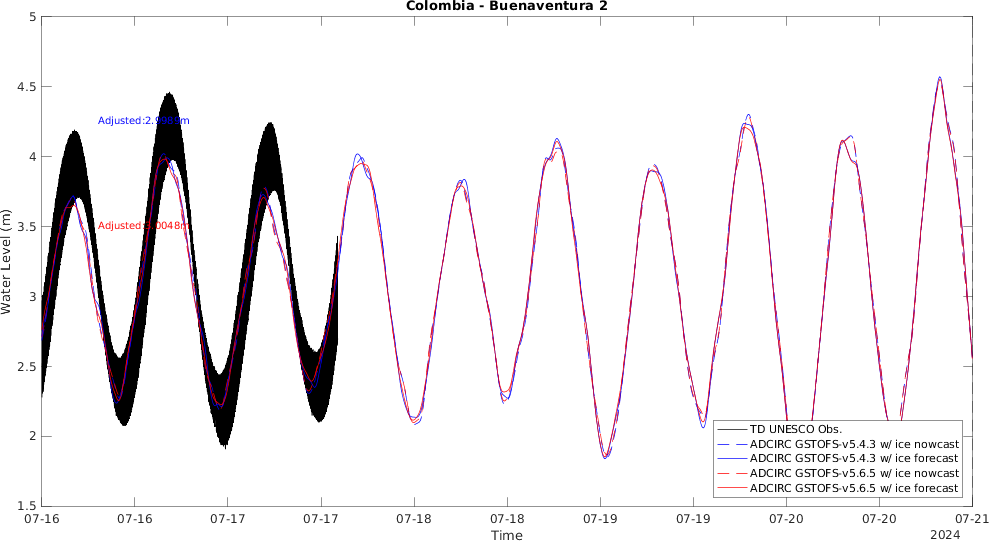 Colombia - Buenaventura 2
5
4.5
4
3.5
3
2.5
2
1.5
Water Level (m)
Adjusted:2.9
Adjusted: .0048m
TD UNESCO Obs.
ADCIRC GSTOFS-v5.4.3 w/ ice nowcast
ADCIRC GSTOFS-v5.4.3 w/ ice forecast
ADCIRC GSTOFS-v5.6.5 w/ ice nowcast
ADCIRC GSTOFS-v5.6.5 w/ ice forecast
07-16 07-16 07-17 07-17 07-18 07-18 07-19 07-19 07-20 07-20 07-21
Time
2024